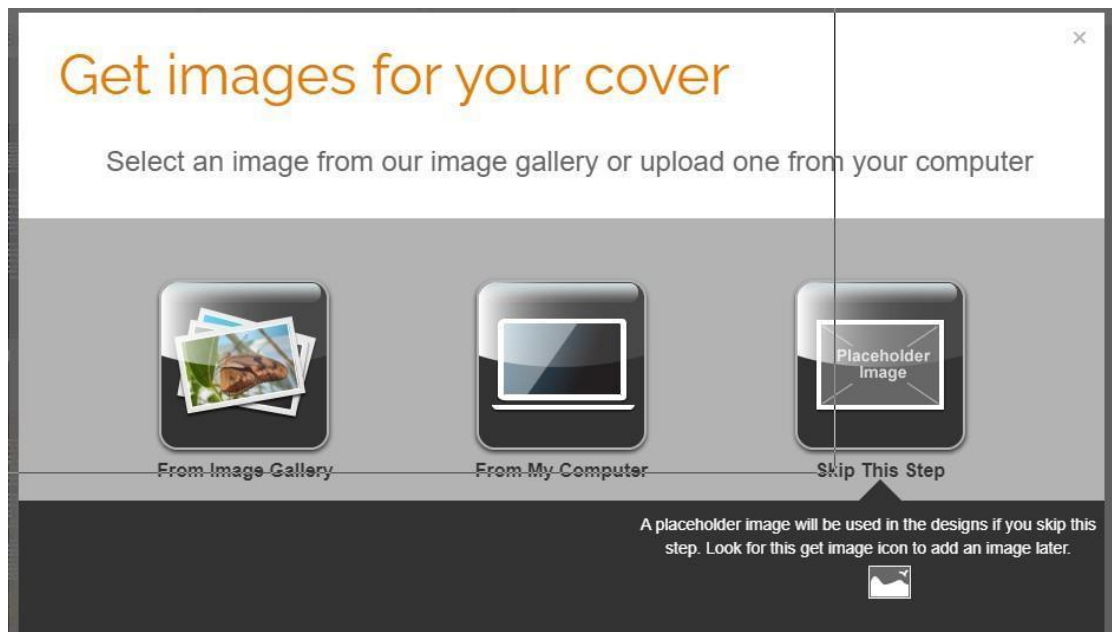 Get images for your cover
Select an image from our image gallery or upload one from your computer
Placeholder
Image
From Image Gallery
From My Computer
Skip This Step
A placeholder image will be used in the designs if you skip this
step. Look for this get image icon to add an image later.